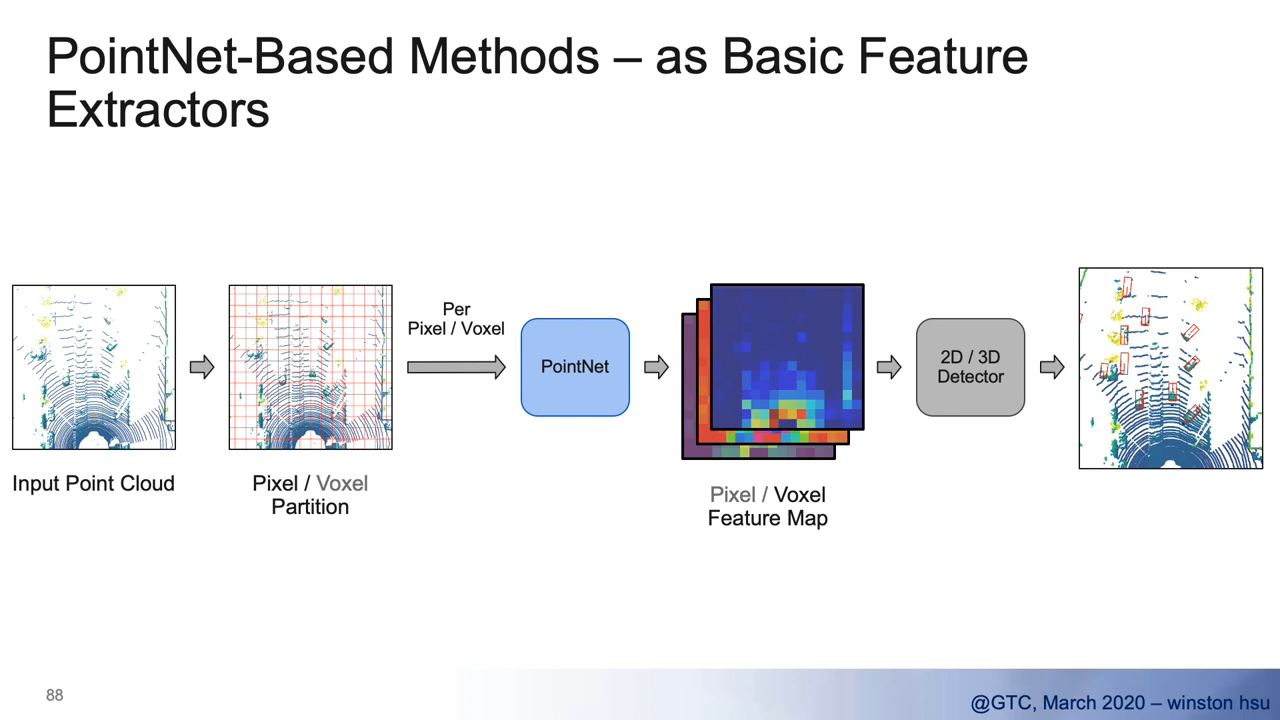 PointNet-Based Methods – as Basic Feature
Extractors
Input Point Cloud
Pixel / Voxel
Partition
Per
Pixel / Voxel
PointNet
Pixel / Voxel
Feature Map
2D / 3D
Detector
88
@GTC, March 2020 – winston hsu